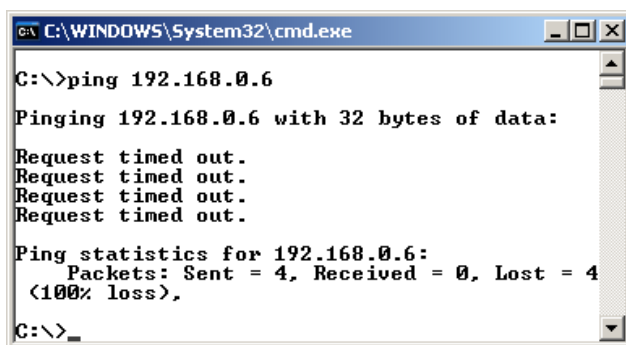 C:\WINDOWS\System32\cmd.exe
C:\>ping 192.168.0.6
Pinging 192.168.0.6 with 32 bytes of data:
Request timed out.
Request timed out.
Request timed out.
Request timed out.
Ping statistics for 192.168.0.6:
    Packets: Sent = 4, Received = 0, Lost = 4
 (100% loss),
C:\>_